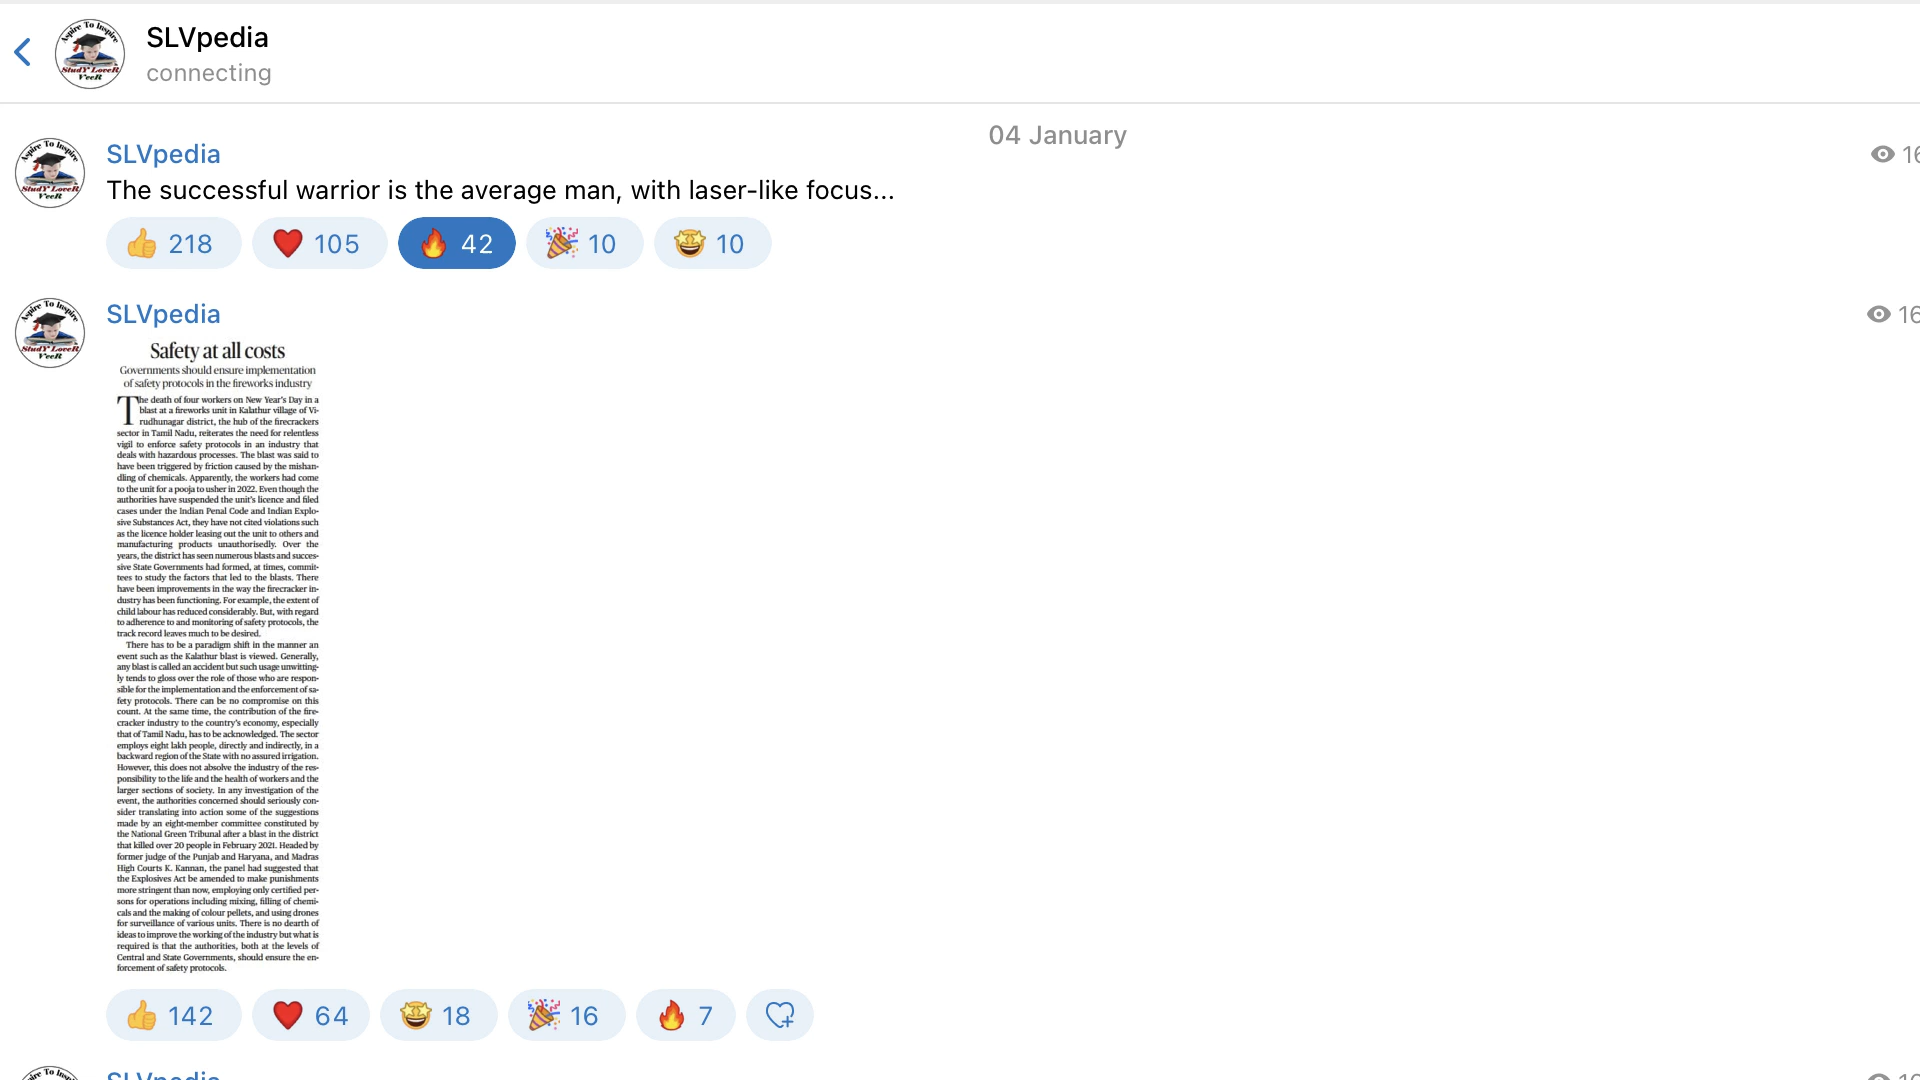 SLVpedia
connecting
04 January
SLVpedia
The successful warrior is the average man, with laser-like focus...
218 105 42 10 10
SLVpedia
Safety at all costs
Governments should ensure implementation
of safety protocols in the fireworks industry
The death of four workers on New Year's Day in a
blast at a fireworks unit in Kalathur village of Vi-
rudhunagar district, the hub of the firecrackers
sector in Tamil Nadu, reiterates the need for relentless
vigil to enforce safety protocols in an industry that
deals with hazardous processes. The blast was said to
have been triggered by friction caused by the mishan-
dling of chemicals. Apparently, the workers had come
to the unit for a pooja to usher in 2022. Even though the
authorities have suspended the unit's licence and filed
cases under the Indian Penal Code and Indian Explo-
sive Substances Act, they have not cited violations such
as the licence holder leasing out the unit to others and
manufacturing products unauthorisedly. Over the
years, the district has seen numerous blasts and succes-
sive State Governments had formed, at times, commit-
tees to study the factors that led to the blasts. There
have been improvements in the way the firecracker in-
dustry has been functioning. For example, the extent of
child labour has reduced considerably. But, with regard
to adherence to and monitoring of safety protocols, the
track record leaves much to be desired.
There has to be a paradigm shift in the manner an
event such as the Kalathur blast is viewed. Generally,
any blast is called an accident but such usage unwitting-
ly tends to gloss over the role of those who are respon-
sible for the implementation and the enforcement of sa-
fety protocols. There can be no compromise on this
count. At the same time, the contribution of the fire-
cracker industry to the country's economy, especially
that of Tamil Nadu, has to be acknowledged. The sector
employs eight lakh people, directly and indirectly, in a
backward region of the State with no assured irrigation.
However, this does not absolve the industry of the res-
ponsibility to the life and the health of workers and the
larger sections of society. In any investigation of the
event, the authorities concerned should seriously con-
sider translating into action some of the suggestions
made by an eight-member committee constituted by
the National Green Tribunal after a blast in the district
that killed over 20 people in February 2021. Headed by
former judge of the Punjab and Haryana, and Madras
High Courts K. Kannan, the panel had suggested that
the Explosives Act be amended to make punishments
more stringent than now, employing only certified per-
sons for operations including mixing, filling of chemi-
cals and the making of colour pellets, and using drones
for surveillance of various units. There is no dearth of
ideas to improve the working of the industry but what is
required is that the authorities, both at the levels of
Central and State Governments, should ensure the en-
forcement of safety protocols.
142 64 18 16 7
SLVpedia